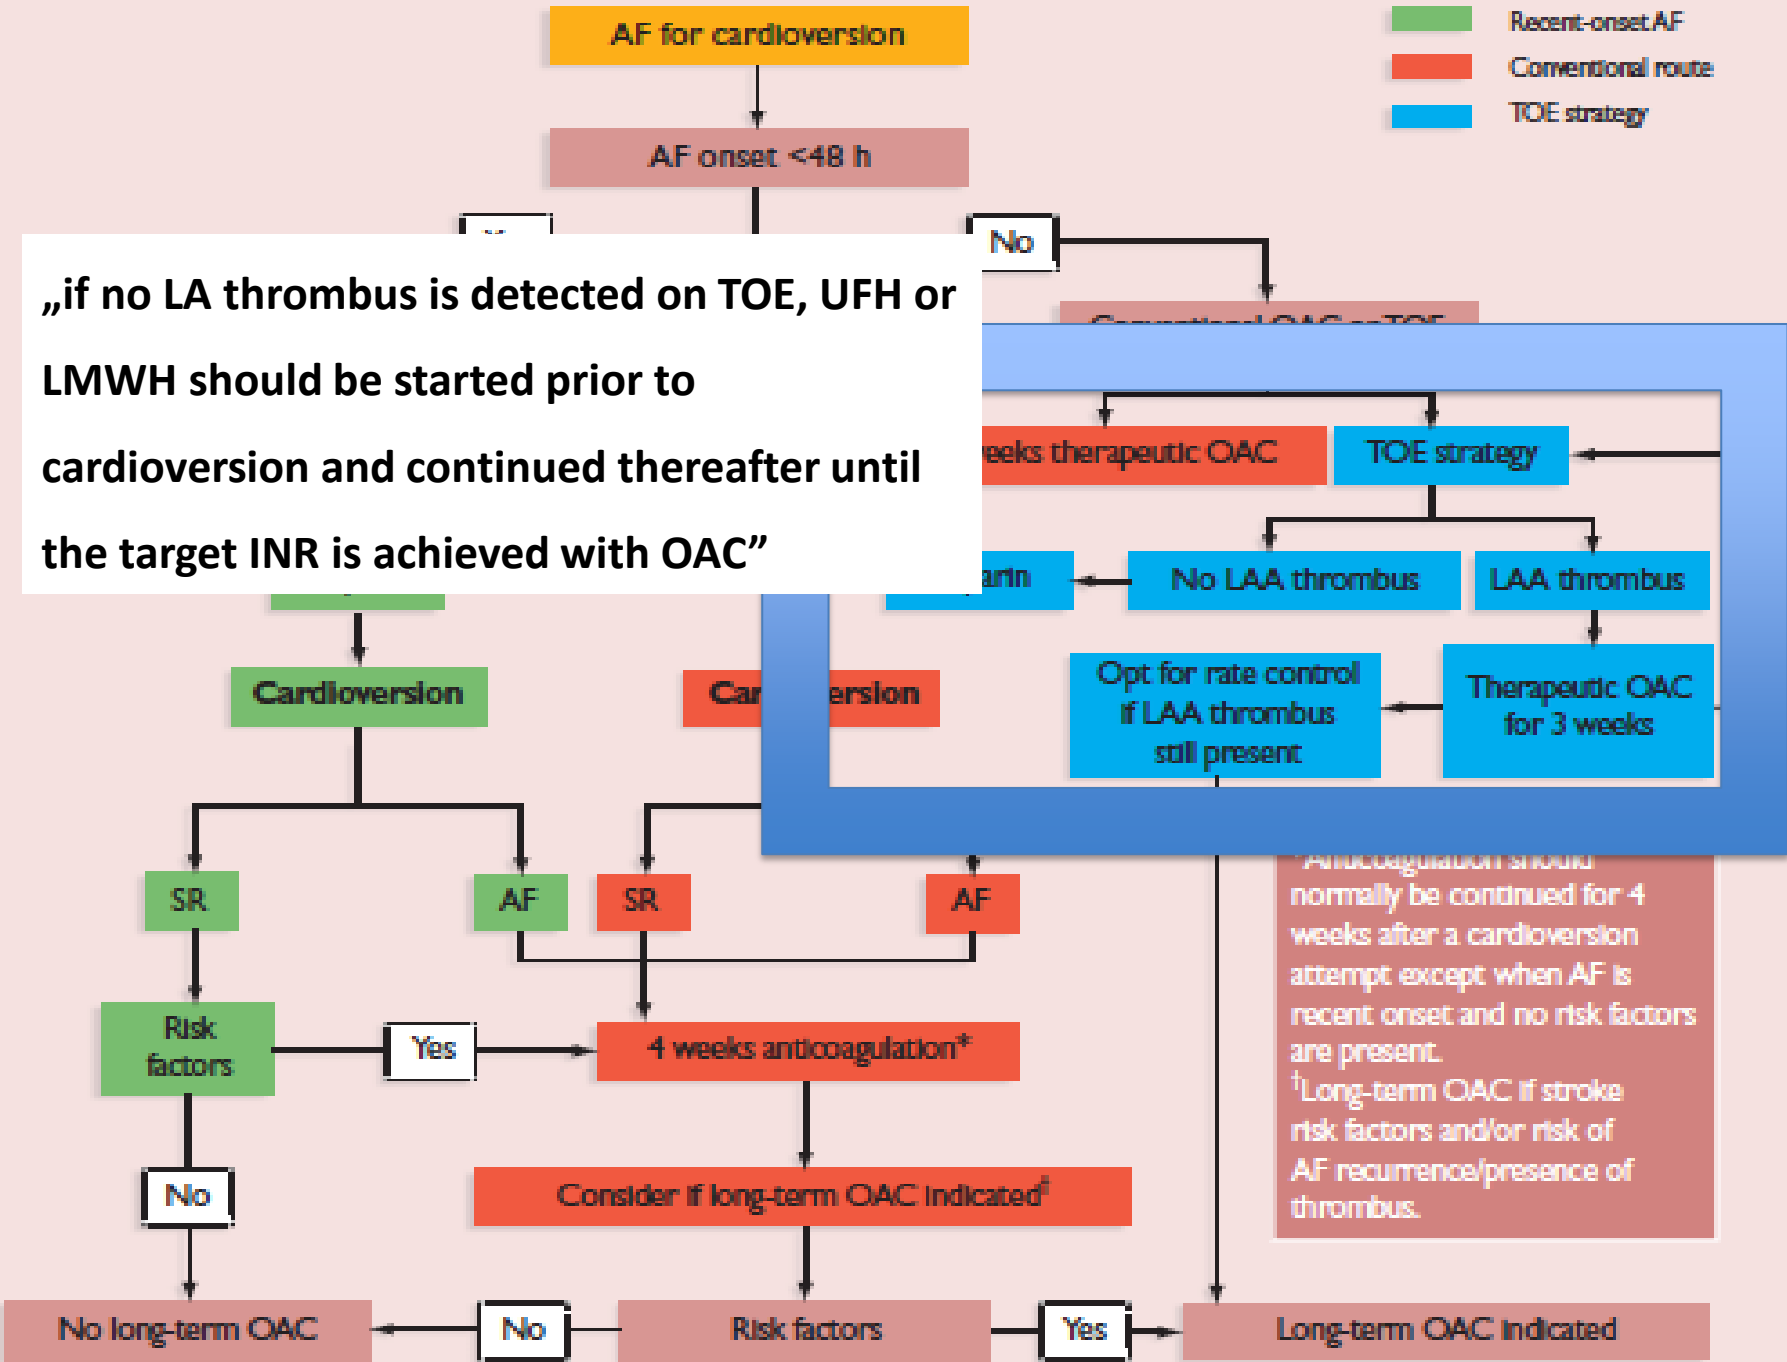 AF for cardioversion
Recent-onset AF
Conventional route
TOE strategy
AF onset <48 h
No
„if no LA thrombus is detected on TOE, UFH or
LMWH should be started prior to
cardioversion and continued thereafter until
the target INR is achieved with OAC”
therapeutic OAC
TOE strategy
No LAA thrombus
LAA thrombus
Cardioversion
Opt for rate control
if LAA thrombus
still present
Therapeutic OAC
for 3 weeks
SR
AF
SR
AF
Anticoagulation should
normally be continued for 4
weeks after a cardioversion
attempt except when AF is
recent onset and no risk factors
are present.
†Long-term OAC if stroke
risk factors and/or risk of
AF recurrence/presence of
thrombus.
Risk
factors
Yes
4 weeks anticoagulation*
No
Consider if long-term OAC indicated†
No long-term OAC
No
Risk factors
Yes
Long-term OAC indicated